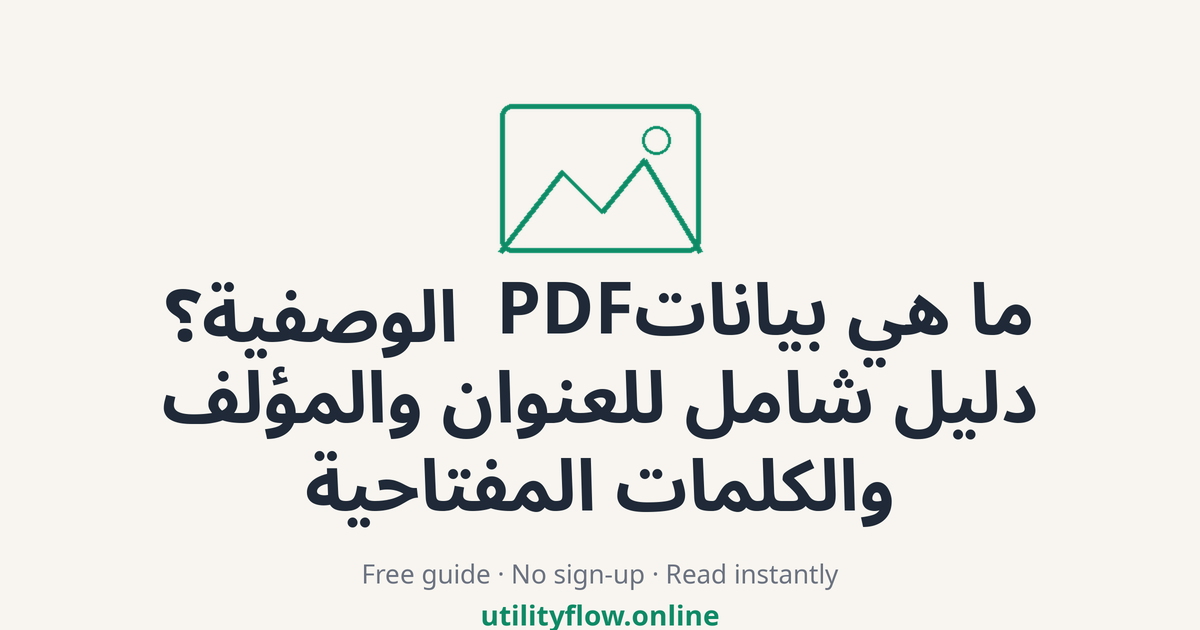 ما هي بيانات PDF الوصفية؟
دليل شامل للعنوان والمؤلف
والكلمات المفتاحية
Free guide · No sign-up · Read instantly
utilityflow.online